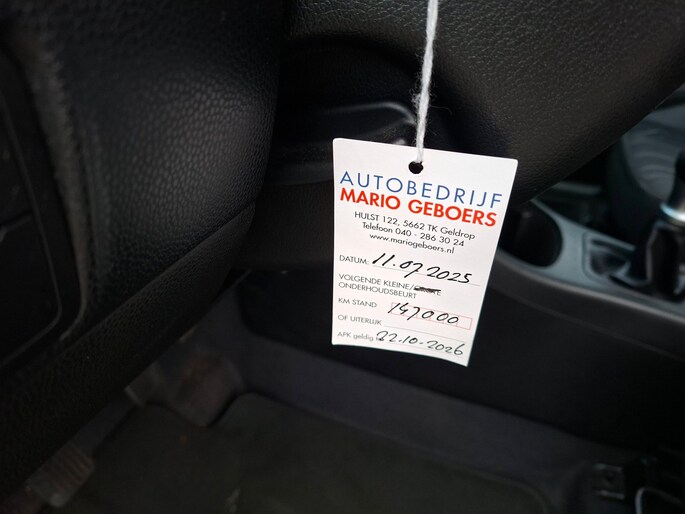 AUTOBEDRIJF
MARIO GEBOERS
HULST 122, 5662 TK Geldrop
Telefoon 040 - 286 30 24
www.mariogeboers.nl
DATUM: 11.07.2025
VOLGENDE KLEINE/
ONDERHOUDSBEURT
KM STAND 147000
OF UITERLIJK
APK geldig 22.10-2026